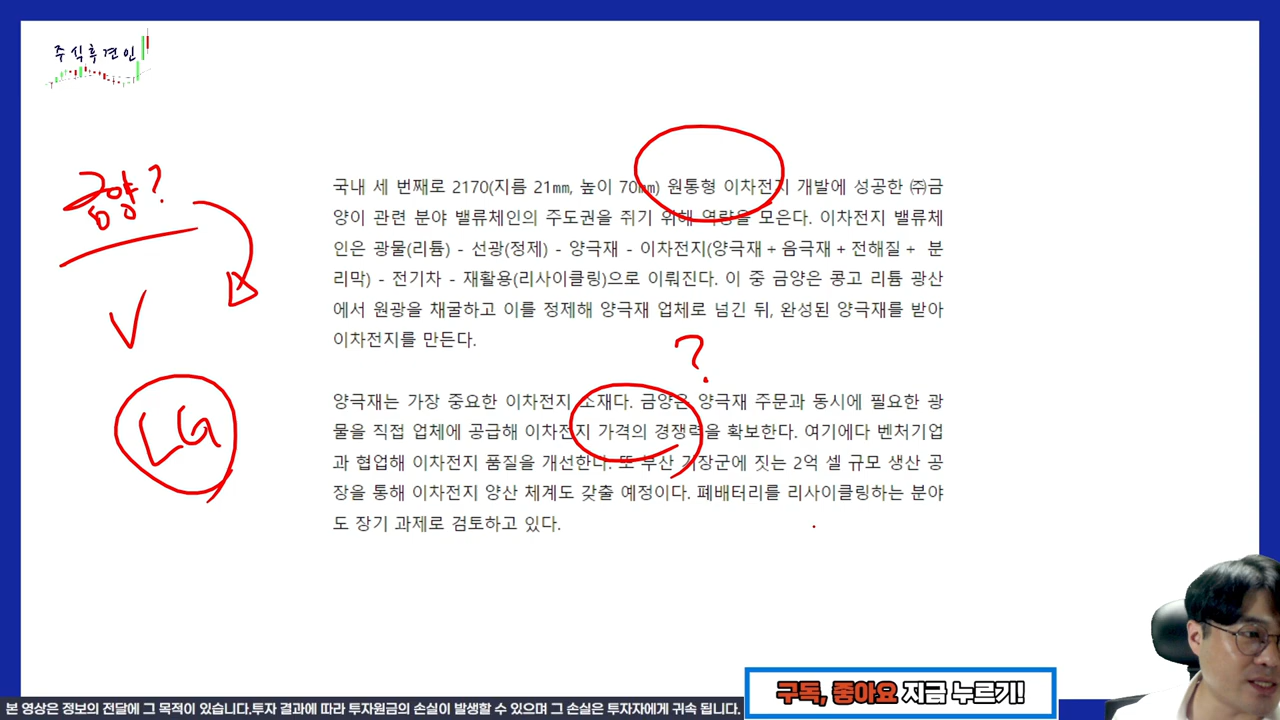 주식후견인
금양?
LG
국내 세 번째로 2170(지름 21㎜, 높이 70㎜) 원통형 이차전지 개발에 성공한 ㈜금
양이 관련 분야 밸류체인의 주도권을 쥐기 위해 역량을 모은다. 이차전지 밸류체
인은 광물(리튬) - 선광(정제) - 양극재 - 이차전지(양극재 + 음극재 + 전해질 + 분
리막) - 전기차 - 재활용(리사이클링)으로 이뤄진다. 이 중 금양은 콩고 리튬 광산
에서 원광을 채굴하고 이를 정제해 양극재 업체로 넘긴 뒤, 완성된 양극재를 받아
이차전지를 만든다.
?
양극재는 가장 중요한 이차전지 소재다. 금양은 양극재 주문과 동시에 필요한 광
물을 직접 업체에 공급해 이차전지 가격의 경쟁력을 확보한다. 여기에다 벤처기업
과 협업해 이차전지 품질을 개선한다. 또 부산 기장군에 짓는 2억 셀 규모 생산 공
장을 통해 이차전지 양산 체계도 갖출 예정이다. 폐배터리를 리사이클링하는 분야
도 장기 과제로 검토하고 있다.
구독, 좋아요 지금 누르기!
본 영상은 정보의 전달에 그 목적이 있습니다.투자 결과에 따라 투자원금의 손실이 발생할 수 있으며 그 손실은 투자자에게 귀속 됩니다.